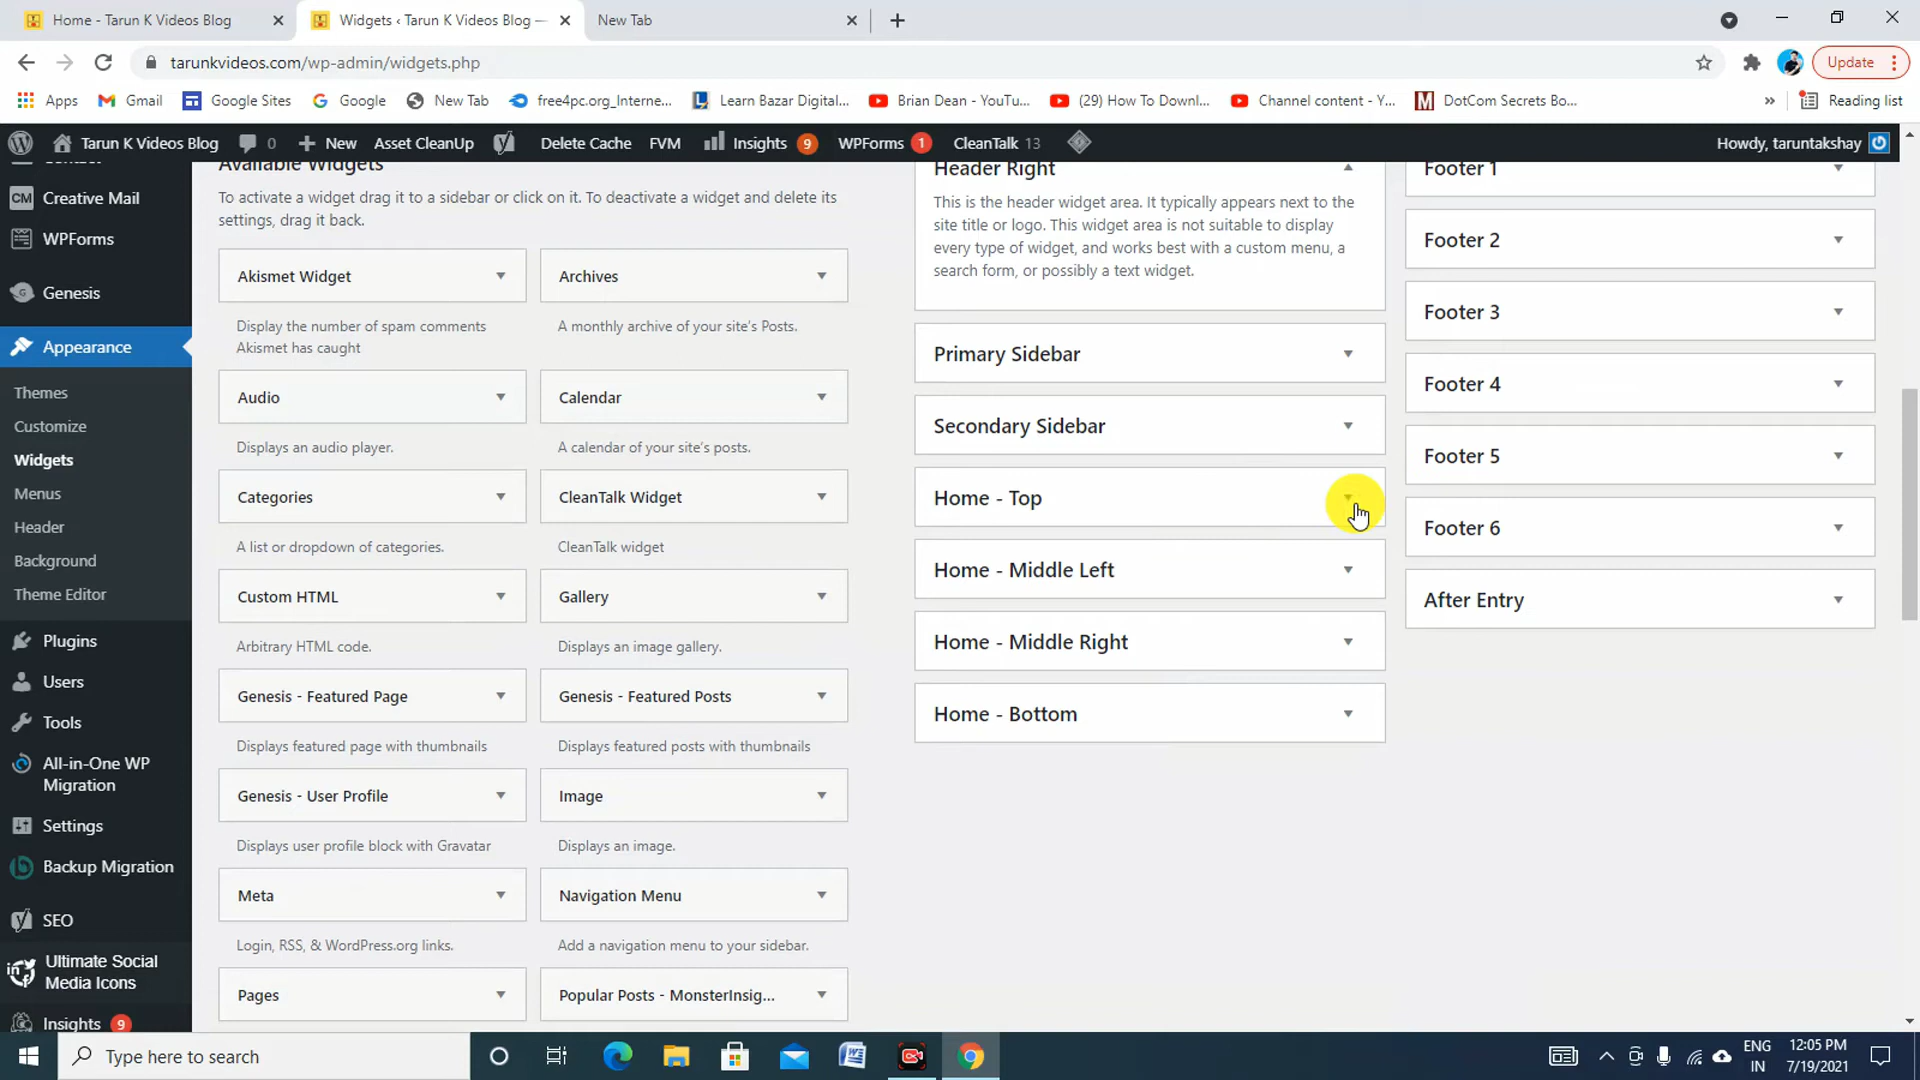 Home - Tarun K Videos Blog
Widgets ‹ Tarun K Videos Blog —
New Tab
tarunkvideos.com/wp-admin/widgets.php
Update
Apps
Gmail
Google Sites
Google
New Tab
free4pc.org_Interne...
Learn Bazar Digital...
Brian Dean - YouTu...
(29) How To Downl...
Channel content - Y...
DotCom Secrets Bo...
»
Reading list
Tarun K Videos Blog
0
New
Asset CleanUp
Delete Cache
FVM
Insights 9
WPForms 1
CleanTalk 13
Howdy, taruntakshay
CM Creative Mail
WPForms
Genesis
Appearance
Themes
Customize
Widgets
Menus
Header
Background
Theme Editor
Plugins
Users
Tools
All-in-One WP
Migration
Settings
Backup Migration
SEO
Ultimate Social
Media Icons
Insights 9
Available Widgets
To activate a widget drag it to a sidebar or click on it. To deactivate a widget and delete its
settings, drag it back.
Akismet Widget
Archives
Display the number of spam comments
Akismet has caught
A monthly archive of your site's Posts.
Audio
Calendar
Displays an audio player.
A calendar of your site's posts.
Categories
CleanTalk Widget
A list or dropdown of categories.
CleanTalk widget
Custom HTML
Gallery
Arbitrary HTML code.
Displays an image gallery.
Genesis - Featured Page
Genesis - Featured Posts
Displays featured page with thumbnails
Displays featured posts with thumbnails
Genesis - User Profile
Image
Displays user profile block with Gravatar
Displays an image.
Meta
Navigation Menu
Login, RSS, & WordPress.org links.
Add a navigation menu to your sidebar.
Pages
Popular Posts - MonsterInsig...
Header Right
This is the header widget area. It typically appears next to the
site title or logo. This widget area is not suitable to display
every type of widget, and works best with a custom menu, a
search form, or possibly a text widget.
Primary Sidebar
Secondary Sidebar
Home - Top
Home - Middle Left
Home - Middle Right
Home - Bottom
Footer 1
Footer 2
Footer 3
Footer 4
Footer 5
Footer 6
After Entry
Type here to search
ENG
IN
12:05 PM
7/19/2021